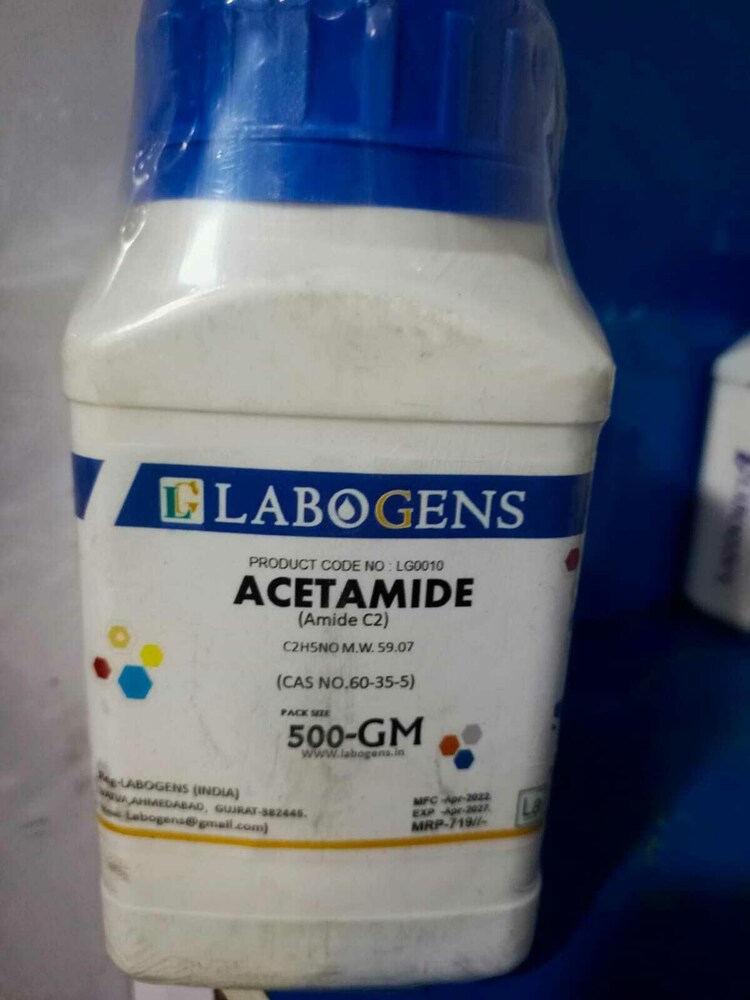 LG LABOGENS
PRODUCT CODE NO : LG0010
ACETAMIDE
(Amide C2)
C2H5NO M.W. 59.07
(CAS NO.60-35-5)
PACK SIZE
500-GM
WWW.labogens.in
LABOGENS (INDIA)
AHMEDABAD, GUJRAT-382445.
Labogens@gmail.com)
MFC -Apr-2022.
EXP -Apr-2027.
MRP-719//-